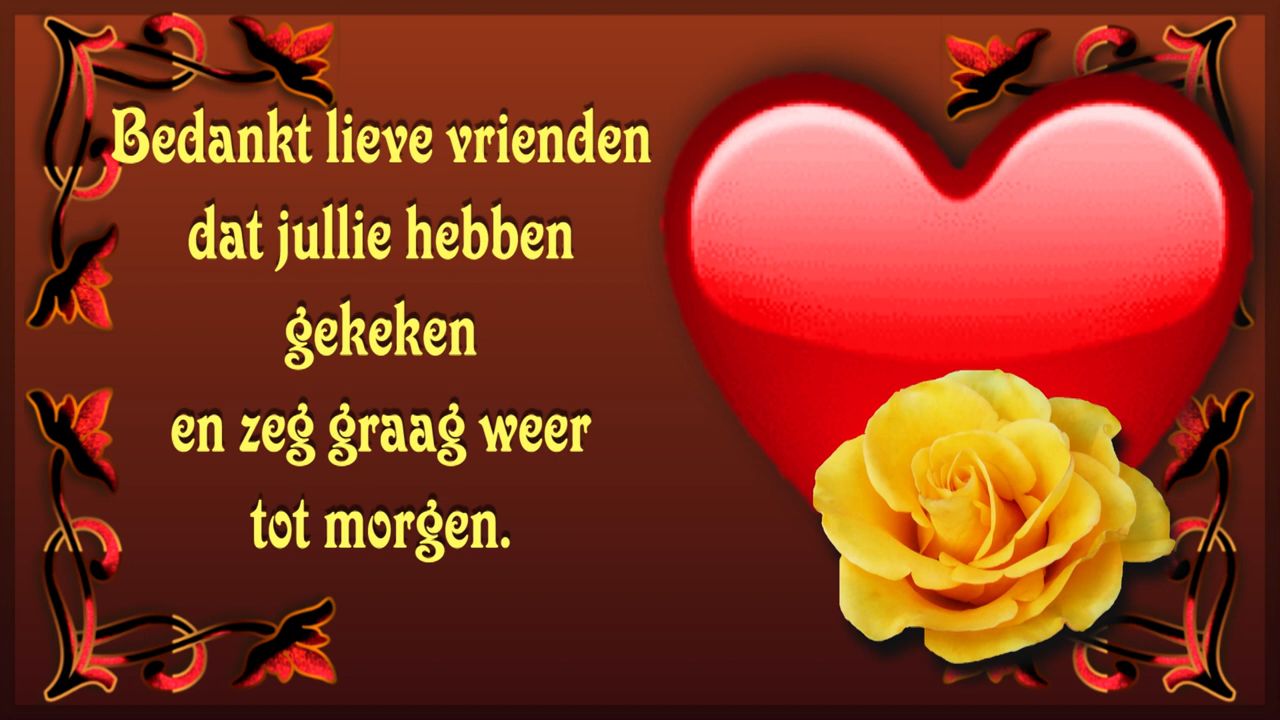 Bedankt lieve vrienden
dat jullie hebben
gekeken
en zeg graag weer
tot morgen.